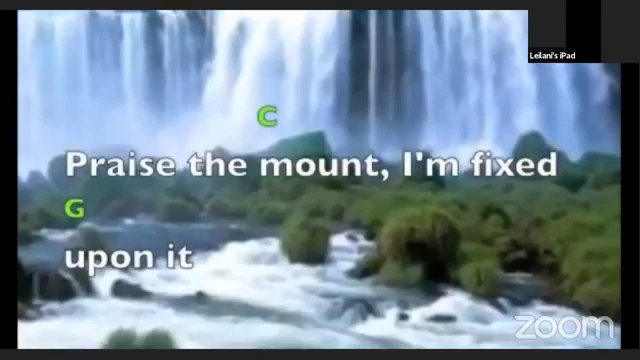 Leilani's iPad
C
Praise the mount, I'm fixed
G
upon it
zoom